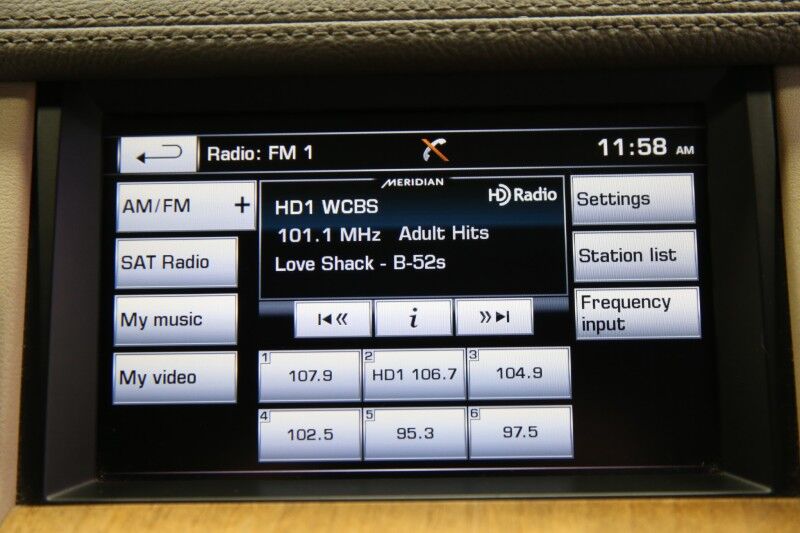 Radio: FM 1
11:58 AM
AM/FM +
SAT Radio
My music
My video
MERIDIAN
HD Radio
HD1 WCBS
101.1 MHz Adult Hits
Love Shack - B-52s
i
Settings
Station list
Frequency
input
1 107.9
2 HD1 106.7
3 104.9
4 102.5
5 95.3
6 97.5